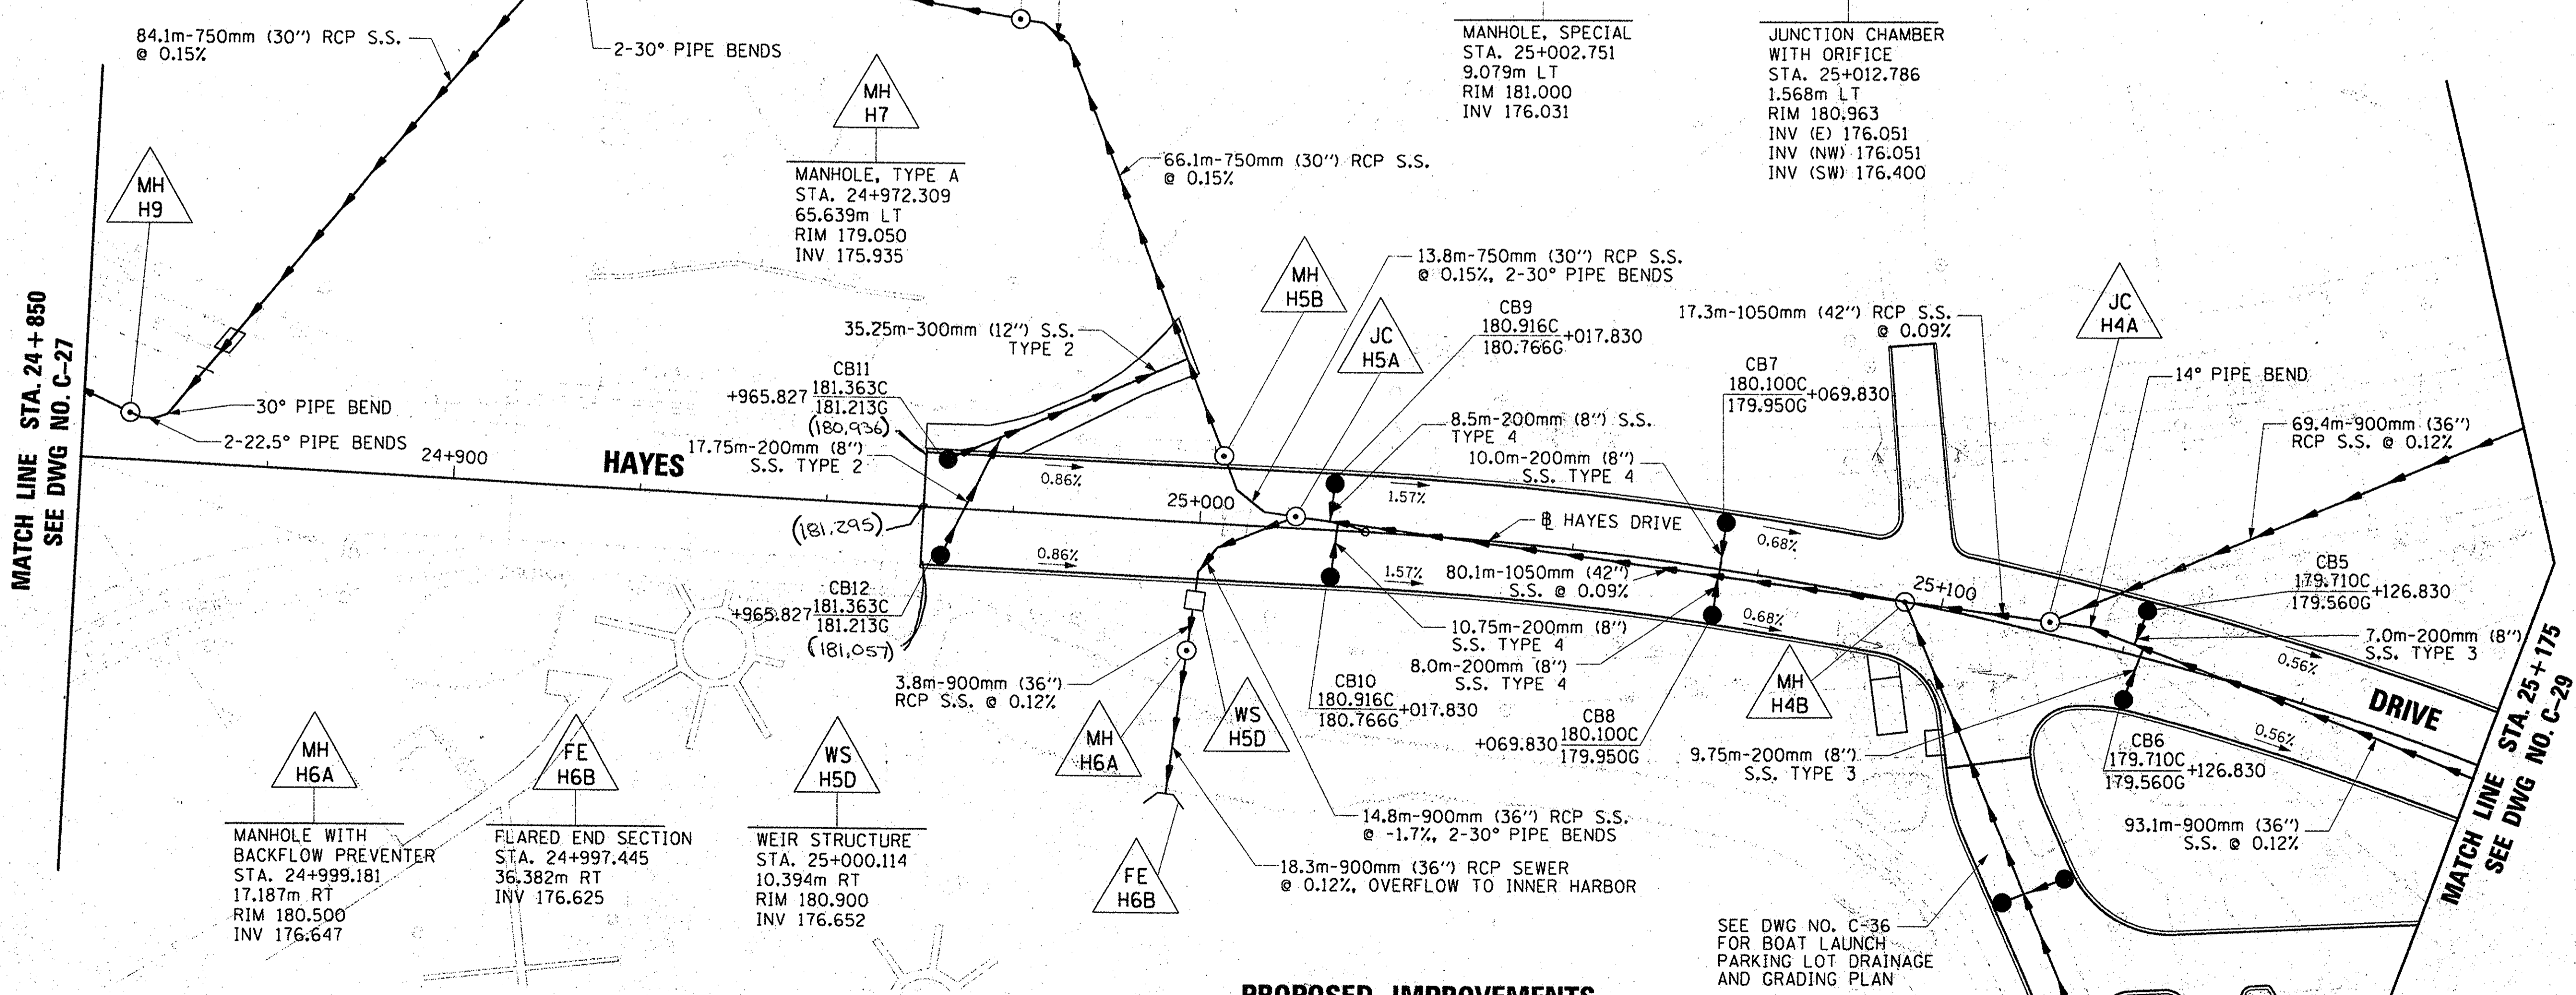 84.1m-750mm (30") RCP S.S.
@ 0.15%
2-30° PIPE BENDS
MH
H7
MANHOLE, TYPE A
STA. 24+972.309
65.639m LT
RIM 179.050
INV 175.935
MANHOLE, SPECIAL
STA. 25+002.751
9.079m LT
RIM 181.000
INV 176.031
JUNCTION CHAMBER
WITH ORIFICE
STA. 25+012.786
1.568m LT
RIM 180.963
INV (E) 176.051
INV (NW) 176.051
INV (SW) 176.400
66.1m-750mm (30") RCP S.S.
@ 0.15%
MH
H9
MATCH LINE STA. 24+850
SEE DWG NO. C-27
30° PIPE BEND
2-22.5° PIPE BENDS
24+900
HAYES
35.25m-300mm (12") S.S.
TYPE 2
CB11
+965.827
181.363C
181.213G
(180,936)
17.75m-200mm (8")
S.S. TYPE 2
(181,295)
0.86%
0.86%
CB12
+965.827
181.363C
181.213G
(181,057)
MH
H5B
JC
H5A
13.8m-750mm (30") RCP S.S.
@ 0.15%, 2-30° PIPE BENDS
CB9
180.916C
180.766G
+017.830
8.5m-200mm (8") S.S.
TYPE 4
10.0m-200mm (8")
S.S. TYPE 4
25+000
1.57%
1.57%
℄ HAYES DRIVE
80.1m-1050mm (42")
S.S. @ 0.09%
10.75m-200mm (8")
S.S. TYPE 4
8.0m-200mm (8")
S.S. TYPE 4
CB10
180.916C
180.766G
+017.830
CB7
180.100C
179.950G
+069.830
17.3m-1050mm (42") RCP S.S.
@ 0.09%
JC
H4A
14° PIPE BEND
69.4m-900mm (36")
RCP S.S. @ 0.12%
0.68%
0.68%
25+100
CB5
179.710C
179.560G
+126.830
7.0m-200mm (8")
S.S. TYPE 3
0.56%
0.56%
DRIVE
MATCH LINE STA. 25+175
SEE DWG NO. C-29
CB8
+069.830
180.100C
179.950G
MH
H4B
9.75m-200mm (8")
S.S. TYPE 3
CB6
179.710C
179.560G
+126.830
93.1m-900mm (36")
S.S. @ 0.12%
3.8m-900mm (36")
RCP S.S. @ 0.12%
MH
H6A
WS
H5D
14.8m-900mm (36") RCP S.S.
@ -1.7%, 2-30° PIPE BENDS
18.3m-900mm (36") RCP SEWER
@ 0.12%, OVERFLOW TO INNER HARBOR
FE
H6B
MH
H6A
MANHOLE WITH
BACKFLOW PREVENTER
STA. 24+999.181
17.187m RT
RIM 180.500
INV 176.647
FE
H6B
FLARED END SECTION
STA. 24+997.445
36.382m RT
INV 176.625
WS
H5D
WEIR STRUCTURE
STA. 25+000.114
10.394m RT
RIM 180.900
INV 176.652
SEE DWG NO. C-36
FOR BOAT LAUNCH
PARKING LOT DRAINAGE
AND GRADING PLAN
PROPOSED IMPROVEMENTS